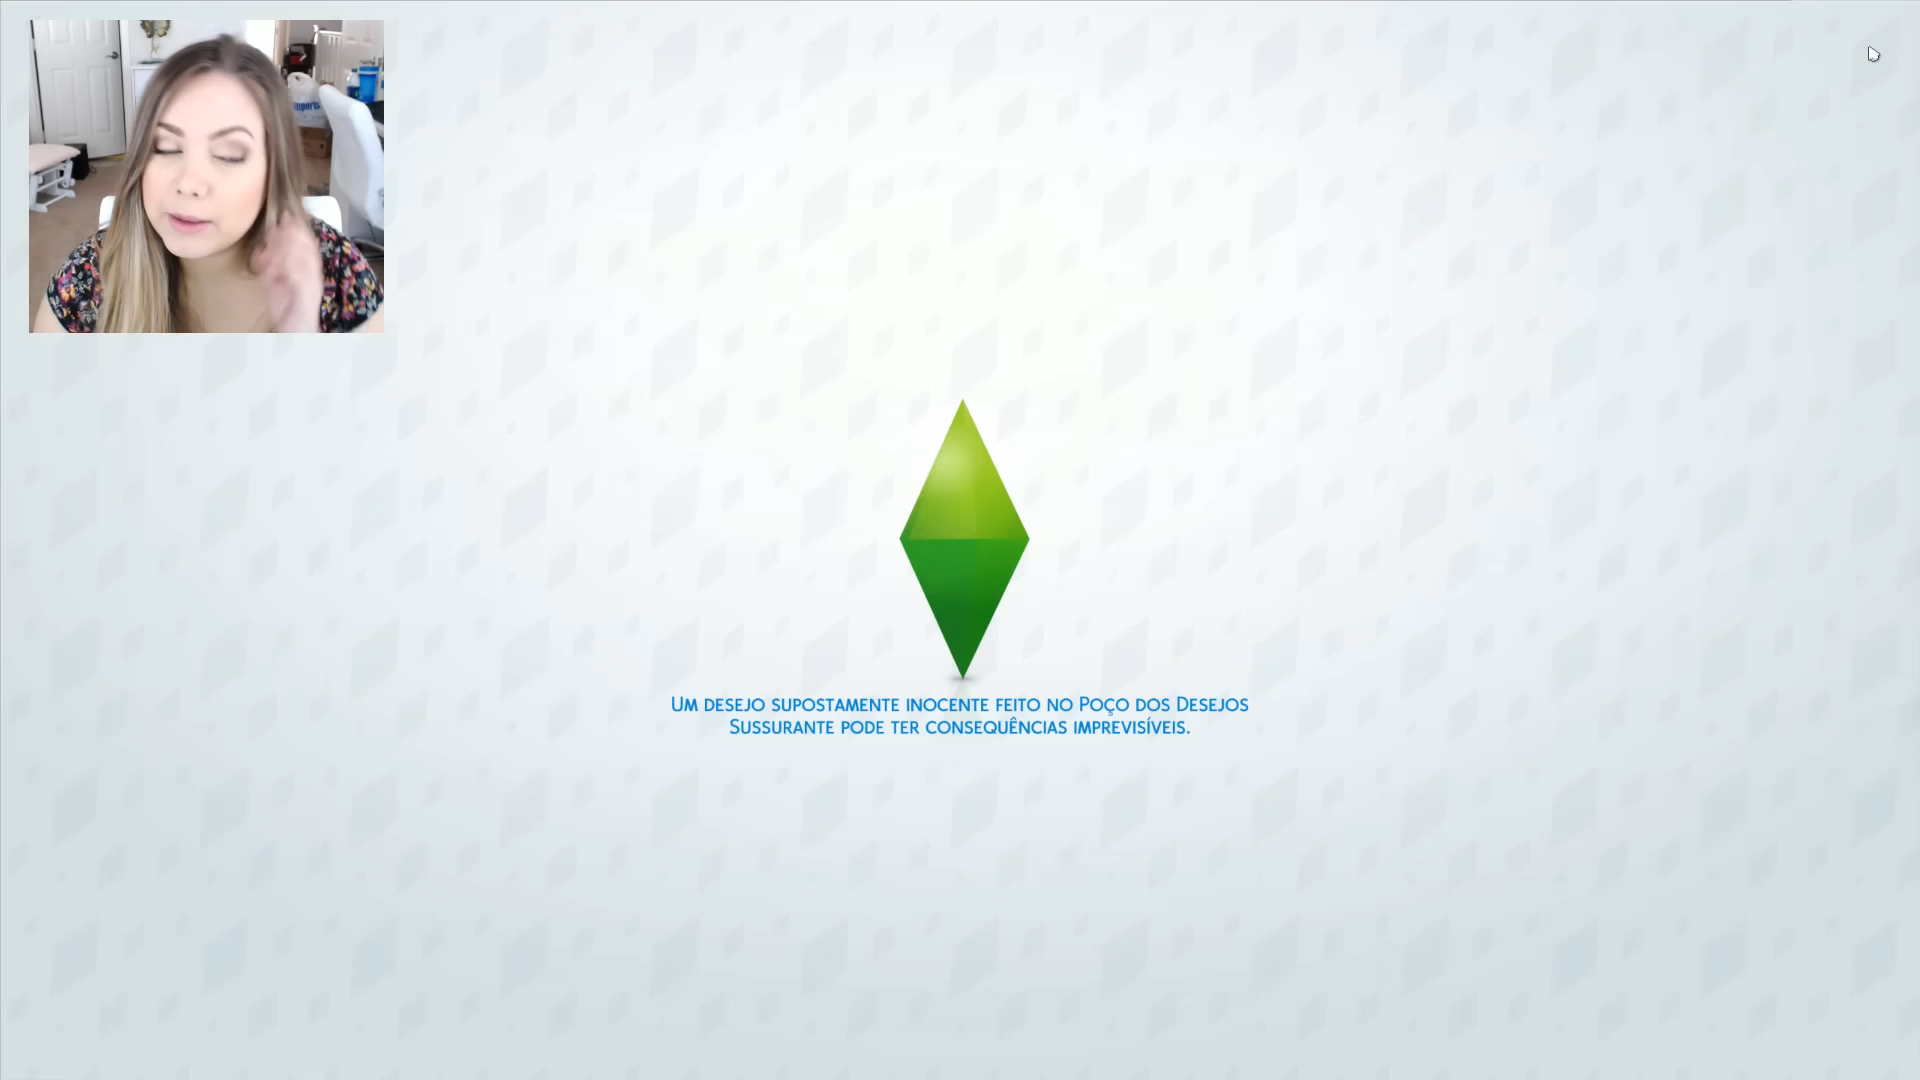 Um desejo supostamente inocente feito no Poço dos Desejos
Sussurante pode ter consequências imprevisíveis.